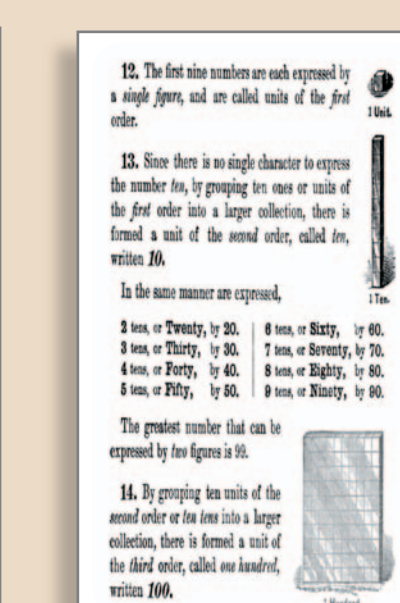 12. The first nine numbers are each expressed by
a single figure, and are called units of the first
order.
1 Unit.
13. Since there is no single character to express
the number ten, by grouping ten ones or units of
the first order into a larger collection, there is
formed a unit of the second order, called ten,
written 10.
1 Ten.
In the same manner are expressed,
2 tens, or Twenty, by 20.
3 tens, or Thirty, by 30.
4 tens, or Forty, by 40.
5 tens, or Fifty, by 50.
6 tens, or Sixty, by 60.
7 tens, or Seventy, by 70.
8 tens, or Eighty, by 80.
9 tens, or Ninety, by 90.
The greatest number that can be
expressed by two figures is 99.
14. By grouping ten units of the
second order or ten tens into a larger
collection, there is formed a unit of
the third order, called one hundred,
written 100.
1 Hundred